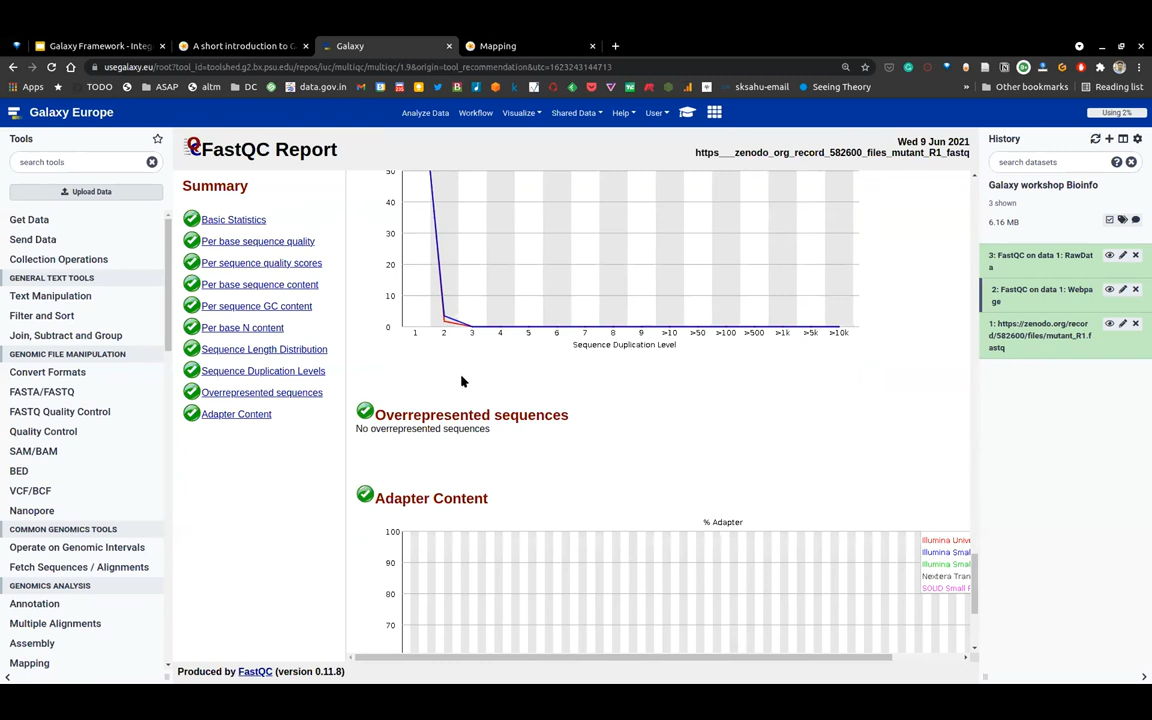 Galaxy Framework - Integ
A short introduction to G
Galaxy
Mapping
usegalaxy.eu/root?tool_id=toolshed.g2.bx.psu.edu/repos/iuc/multiqc/multiqc/1.9&origin=tool_recommendation&utc=1623243144713
Apps
TODO
ASAP
altm
DC
data.gov.in
sksahu-email
Seeing Theory
»
Other bookmarks
Reading list
Galaxy Europe
Analyze Data
Workflow
Visualize
Shared Data
Help
User
Using 2%
Tools
search tools
Upload Data
Get Data
Send Data
Collection Operations
GENERAL TEXT TOOLS
Text Manipulation
Filter and Sort
Join, Subtract and Group
GENOMIC FILE MANIPULATION
Convert Formats
FASTA/FASTQ
FASTQ Quality Control
Quality Control
SAM/BAM
BED
VCF/BCF
Nanopore
COMMON GENOMICS TOOLS
Operate on Genomic Intervals
Fetch Sequences / Alignments
GENOMICS ANALYSIS
Annotation
Multiple Alignments
Assembly
Mapping
FastQC Report
Wed 9 Jun 2021
https___zenodo_org_record_582600_files_mutant_R1_fastq
Summary
Basic Statistics
Per base sequence quality
Per sequence quality scores
Per base sequence content
Per sequence GC content
Per base N content
Sequence Length Distribution
Sequence Duplication Levels
Overrepresented sequences
Adapter Content
50
40
30
20
10
0
1 2 3 4 5 6 7 8 9 >10 >50 >100 >500 >1k >5k >10k
Sequence Duplication Level
Overrepresented sequences
No overrepresented sequences
Adapter Content
% Adapter
100
90
80
70
Illumina Unive
Illumina Smal
Illumina Smal
Nextera Tran
SOLID Small F
Produced by FastQC (version 0.11.8)
History
search datasets
Galaxy workshop Bioinfo
3 shown
6.16 MB
3: FastQC on data 1: RawDat
a
2: FastQC on data 1: Webp
age
1: https://zenodo.org/recor
d/582600/files/mutant_R1.f
astq